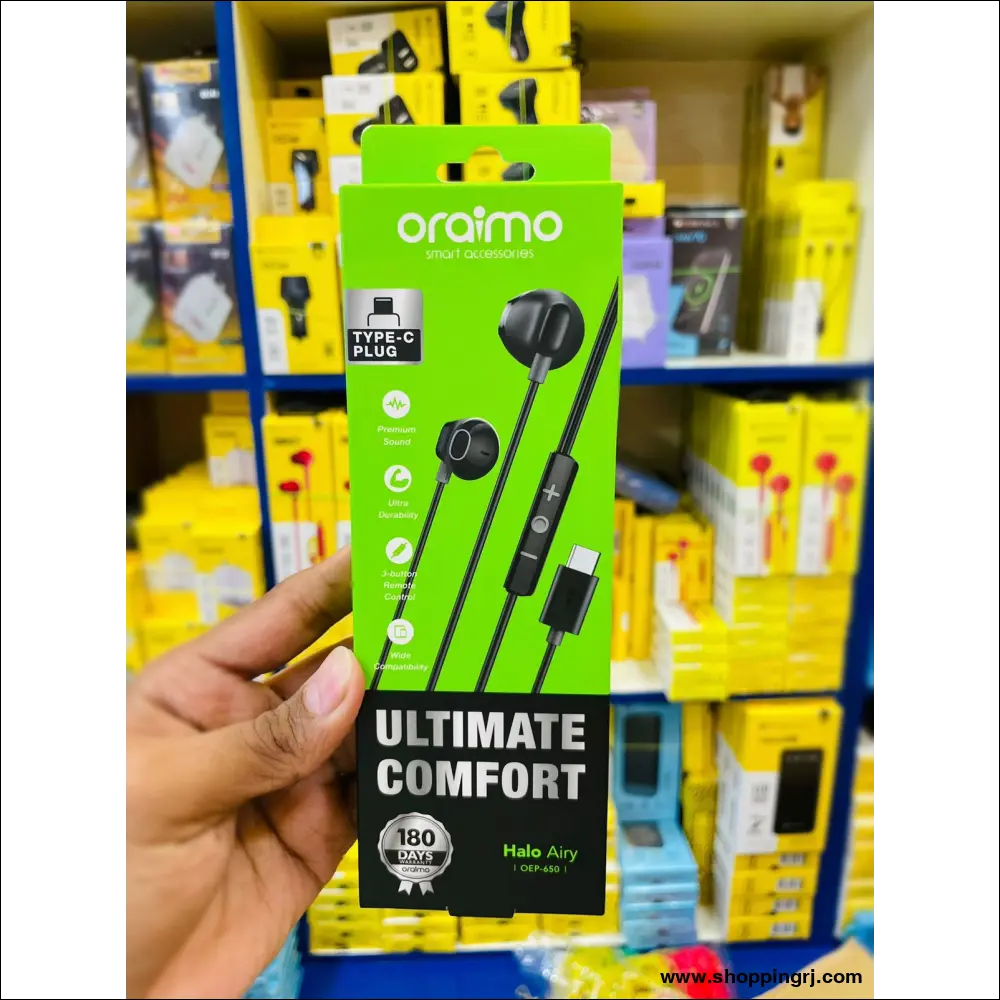 oraimo
smart accessories
TYPE-C
PLUG
Premium
Sound
Ultra
Durability
3-button
Remote
Control
Wide
Compatibility
ULTIMATE
COMFORT
180
DAYS
WARRANTY
oraimo
Halo Airy
| OEP-650 |
www.shoppingrj.com